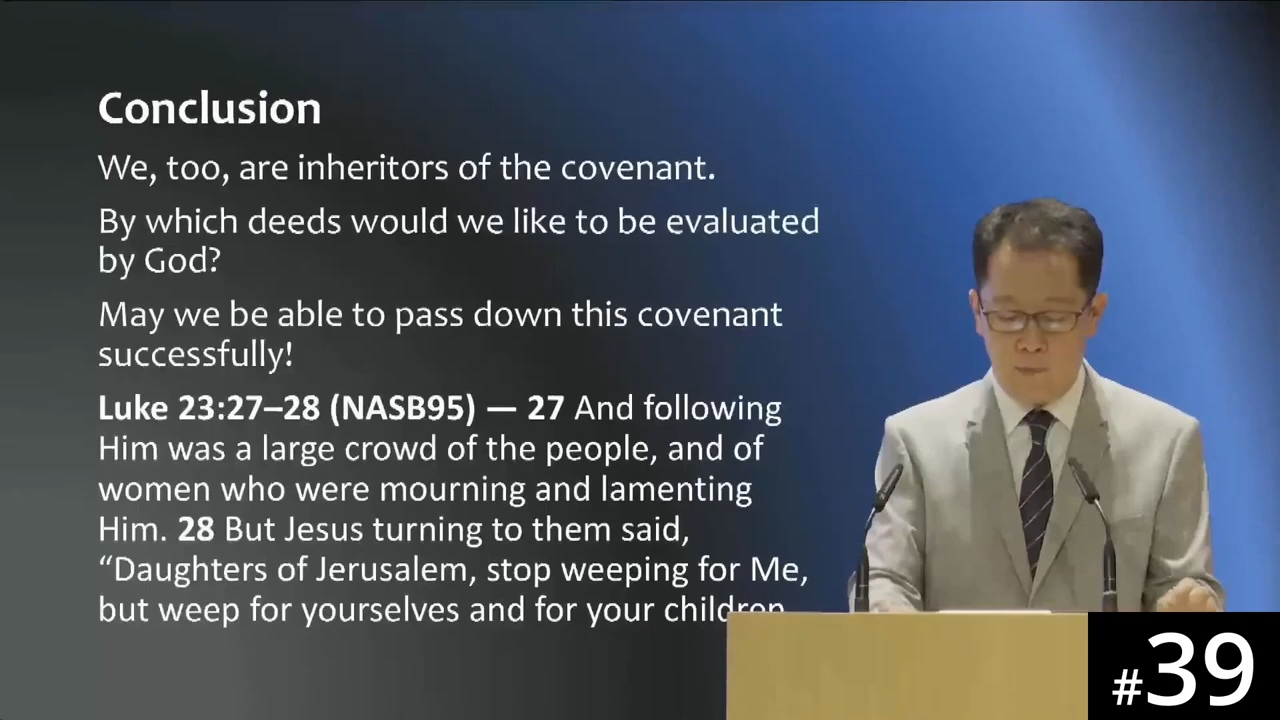 Conclusion
We, too, are inheritors of the covenant.
By which deeds would we like to be evaluated
by God?
May we be able to pass down this covenant
successfully!
Luke 23:27–28 (NASB95) — 27 And following
Him was a large crowd of the people, and of
women who were mourning and lamenting
Him. 28 But Jesus turning to them said,
“Daughters of Jerusalem, stop weeping for Me,
but weep for yourselves and for your children
#39